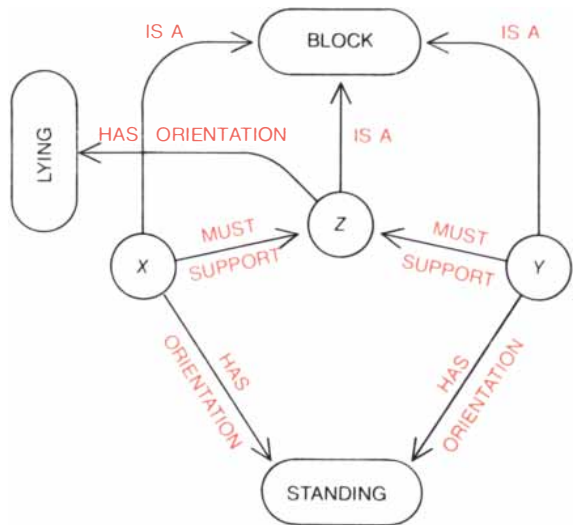 IS A
BLOCK
IS A
LYING
HAS ORIENTATION
IS A
Z
MUST
SUPPORT
MUST
SUPPORT
X
Y
HAS
ORIENTATION
HAS
ORIENTATION
STANDING